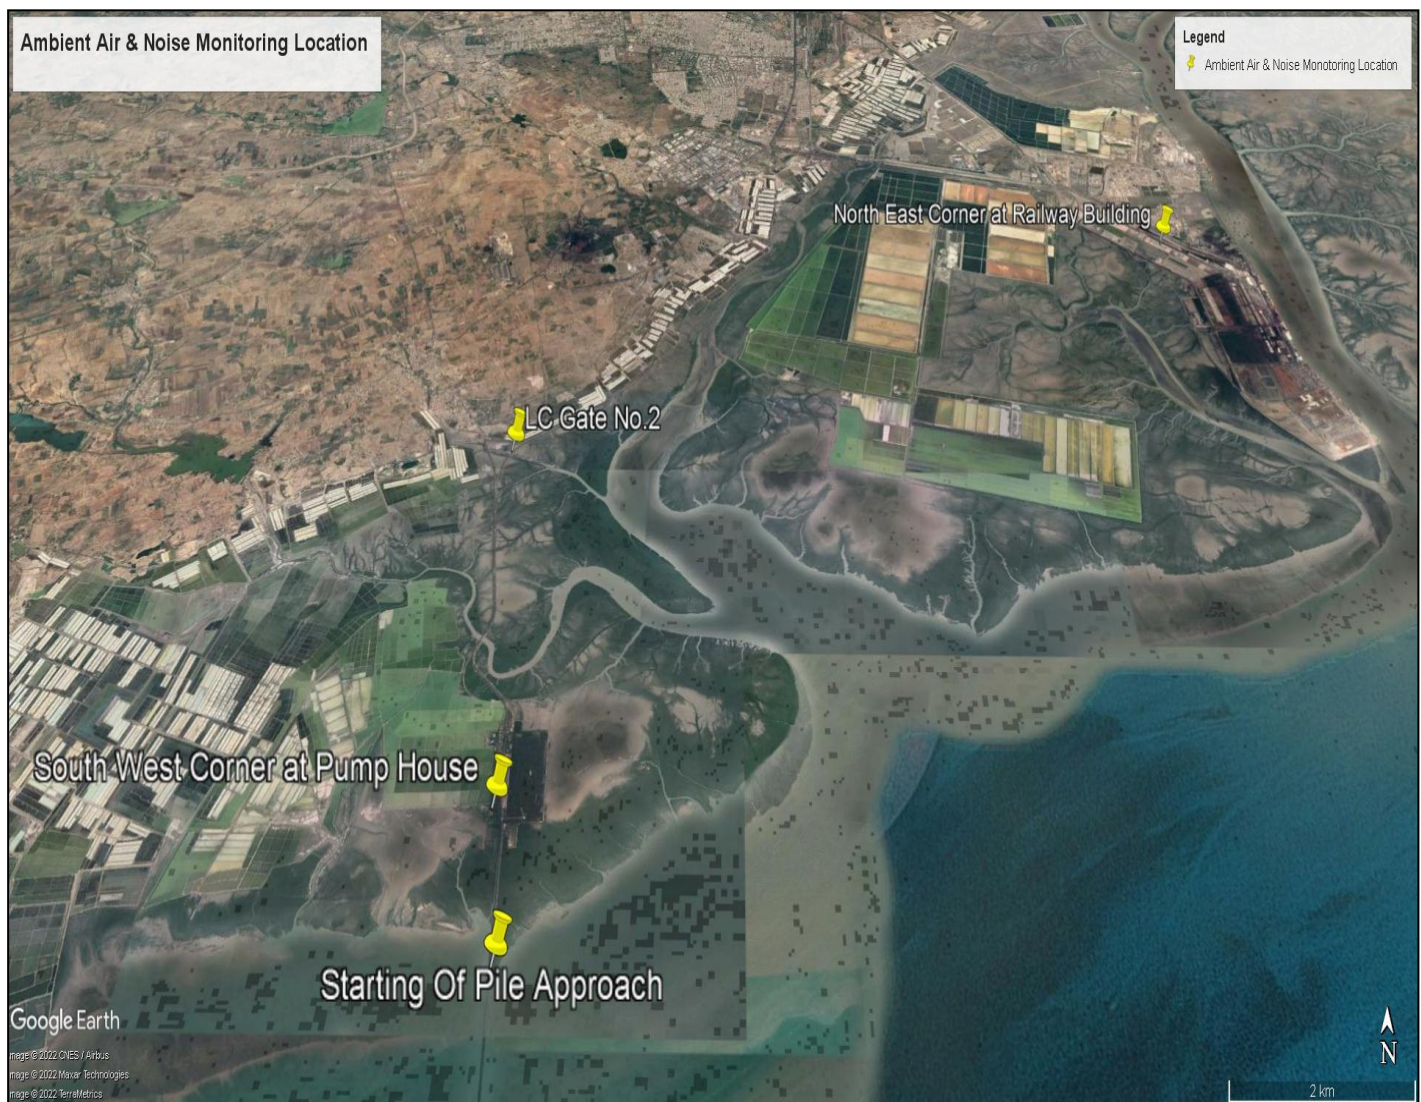 Ambient Air & Noise Monitoring Location
Legend
Ambient Air & Noise Monotoring Location
North East Corner at Railway Building
LC Gate No.2
South West Corner at Pump House
Starting Of Pile Approach
Google Earth
mage © 2022 CNES / Airbus
mage © 2022 Maxar Technologies
mage © 2022 TerraMetrics
N
2 km